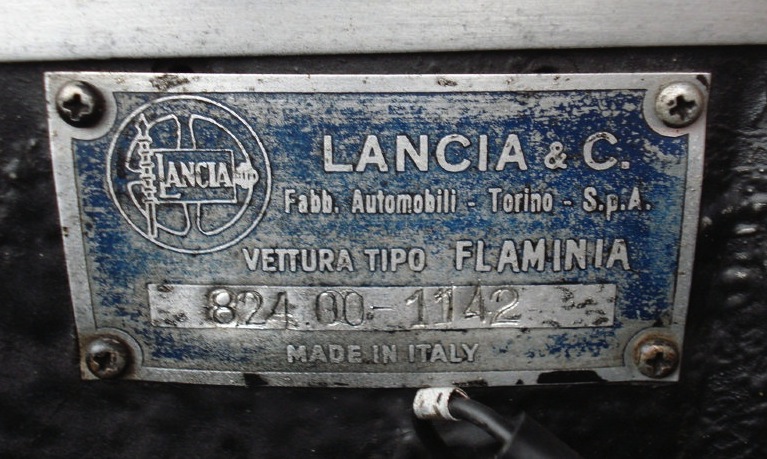 LANCIA
LANCIA & C.
Fabb. Automobili - Torino - S.p.A.
VETTURA TIPO FLAMINIA
824.00-1142
MADE IN ITALY